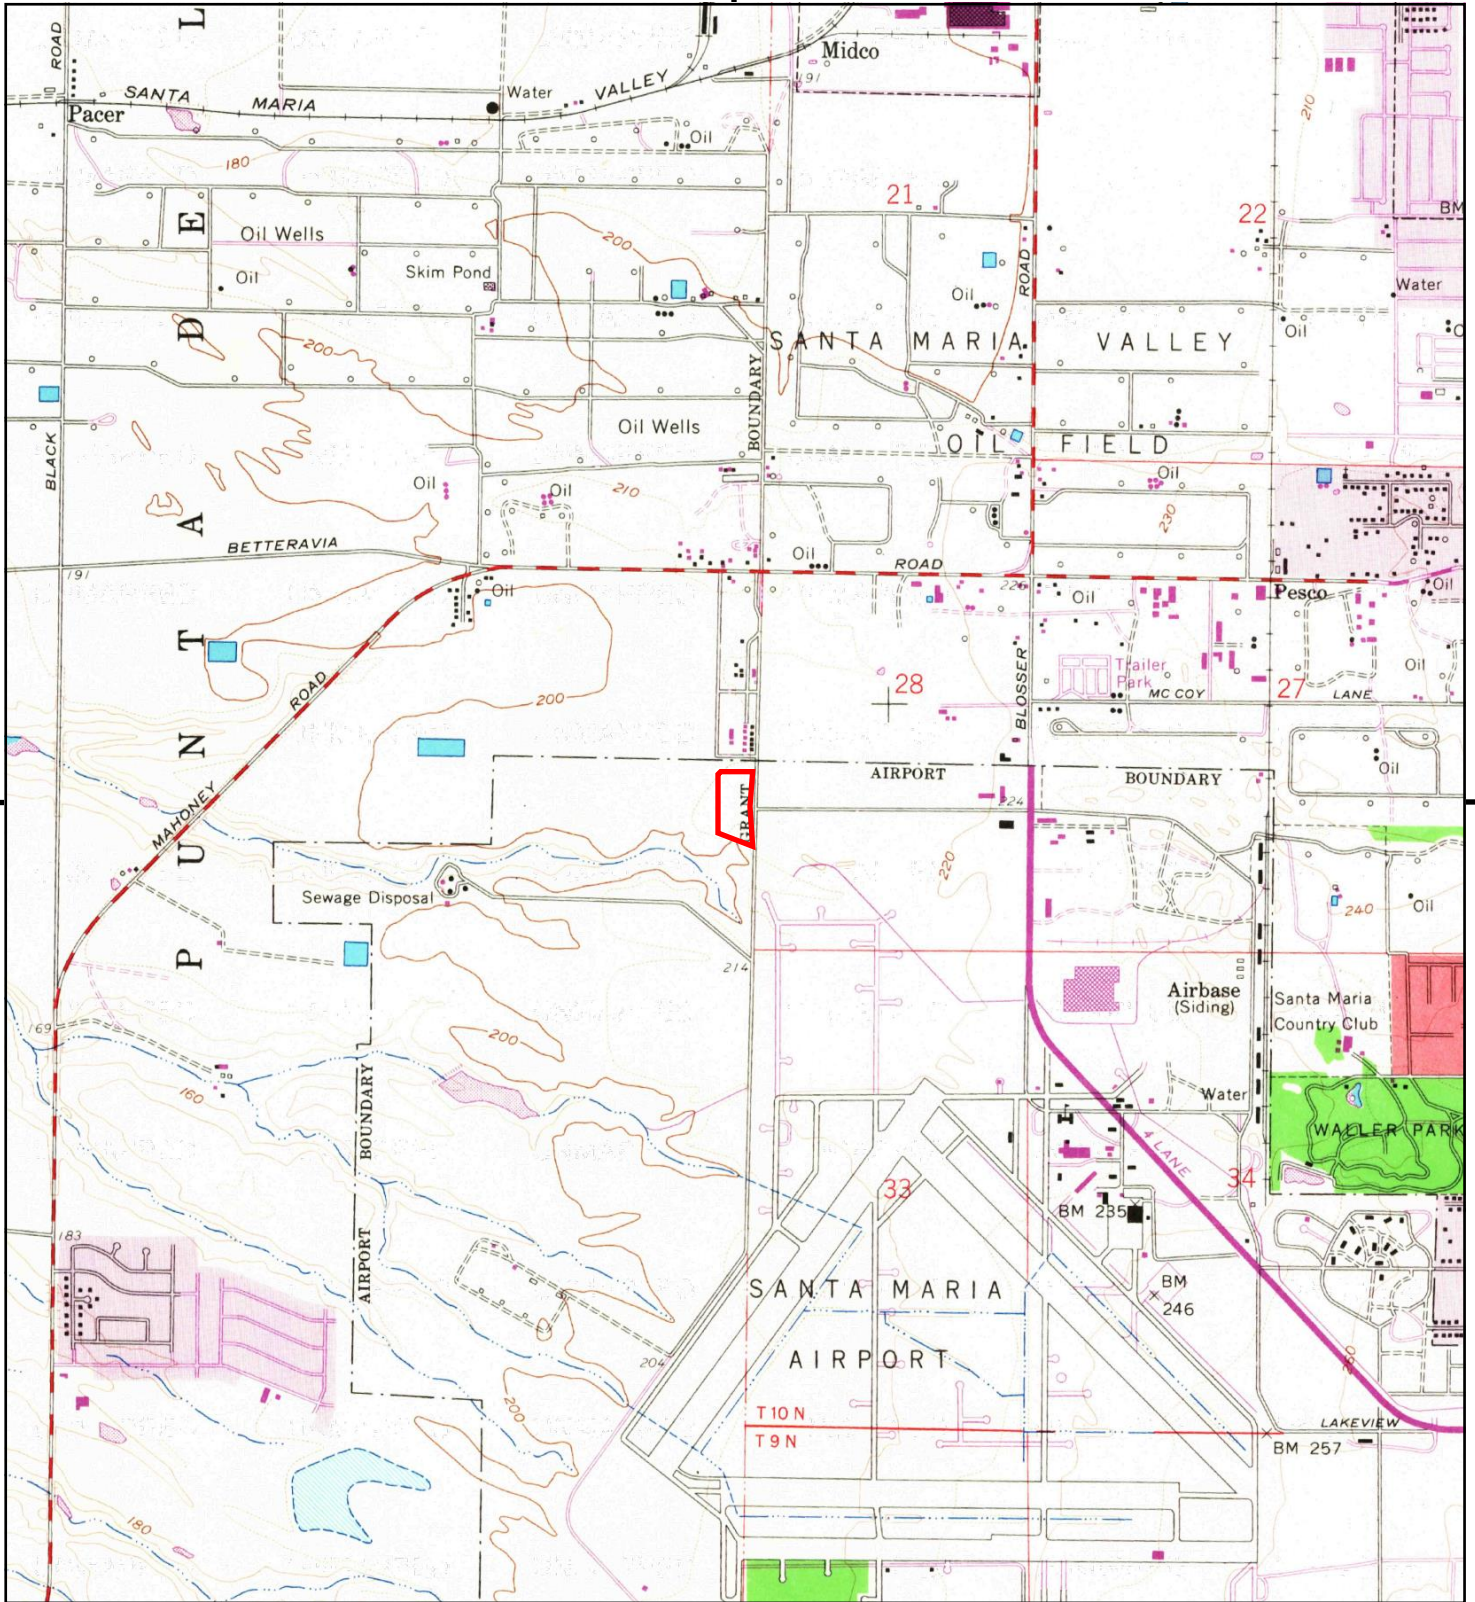 ROAD
L
Midco
SANTA MARIA VALLEY
Water
191
Pacer
Oil
180
210
21
22
BM
E
Oil Wells
200
Oil
Skim Pond
ROAD
Water
Oil
D
SANTA MARIA VALLEY
Oil
O
200
BOUNDARY
Oil Wells
OIL FIELD
BLACK
Oil
Oil
210
Oil
230
A
BETTERAVIA ROAD
Oil
191
226
Oil
Oil
Pesco
Oil
T
Oil
Trailer
Park
28
BLOSSER
MC COY LANE
27
ROAD
200
N
AIRPORT BOUNDARY
Oil
MAHONEY
GRANT
224
U
220
Sewage Disposal
240
Oil
P
214
Airbase
(Siding)
Santa Maria
Country Club
169
200
160
BOUNDARY
Water
WALLER PARK
4 LANE
33
34
BM 235
183
AIRPORT
SANTA MARIA
AIRPORT
BM
246
204
260
200
T10N
T9N
LAKEVIEW
BM 257
180